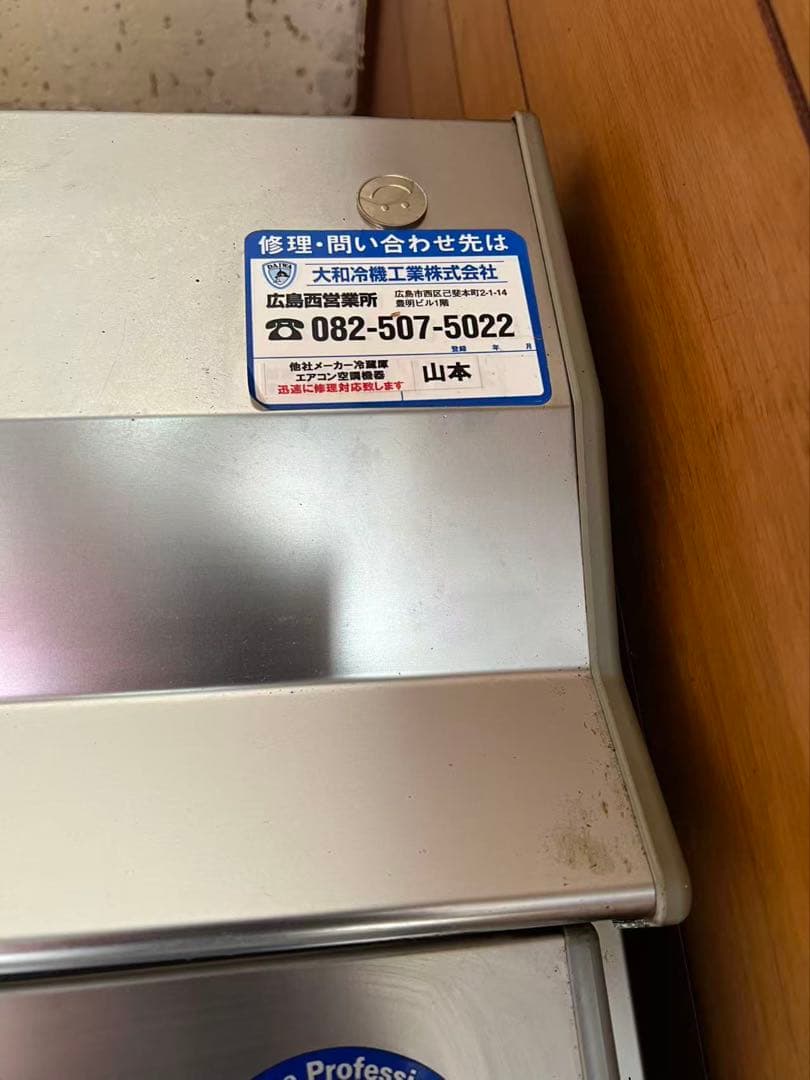 修理・問い合わせ先は
DAIWA
大和冷機工業株式会社
広島西営業所
広島市西区己斐本町2-1-14
豊明ビル1階
☎082-507-5022
登録 年 月
他社メーカー冷蔵庫
エアコン空調機器
迅速に修理対応致します
山本
Professi